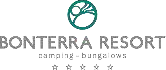 BONTERRA RESORT
camping - bungalows